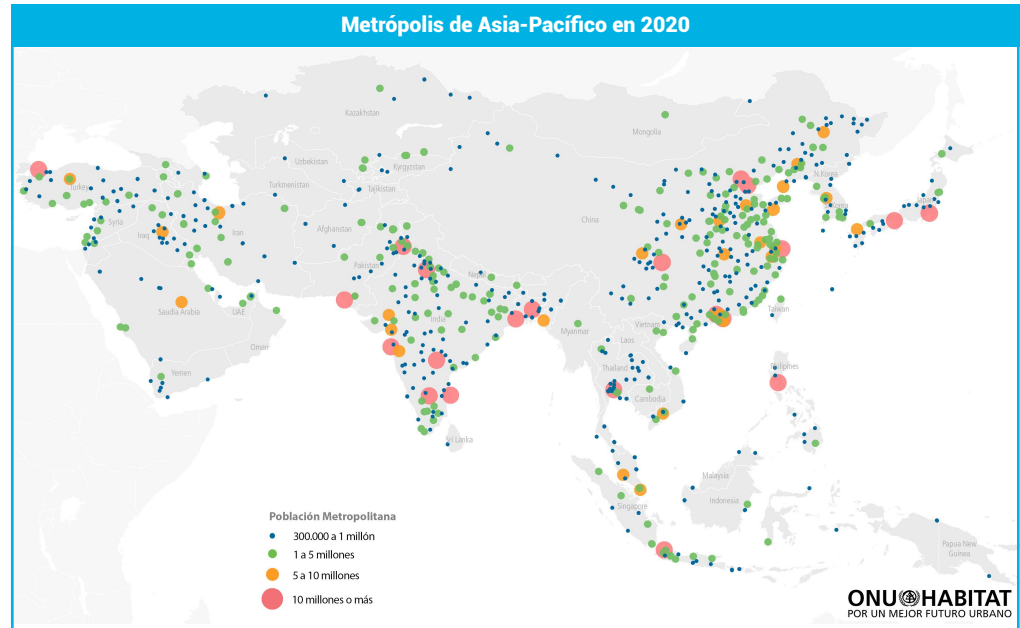 Metrópolis de Asia-Pacífico en 2020
Kazakhstan
Mongolia
Uzbekistan
Kyrgyzstan
N.Korea
Turkey
Turkmenistan
Tajikistan
Japan
Syria
China
Iraq
Iran
Afghanistan
Pakistan
Nepal
Saudi Arabia
UAE
India
Taiwan
Myanmar
Vietnam
Laos
Oman
Thailand
Philipines
Yemen
Cambodia
Sri Lanka
Malaysia
Indonesia
Singapore
Papua New
Guinea
Población Metropolitana
300.000 a 1 millón
1 a 5 millones
5 a 10 millones
10 millones o más
ONU HABITAT
POR UN MEJOR FUTURO URBANO